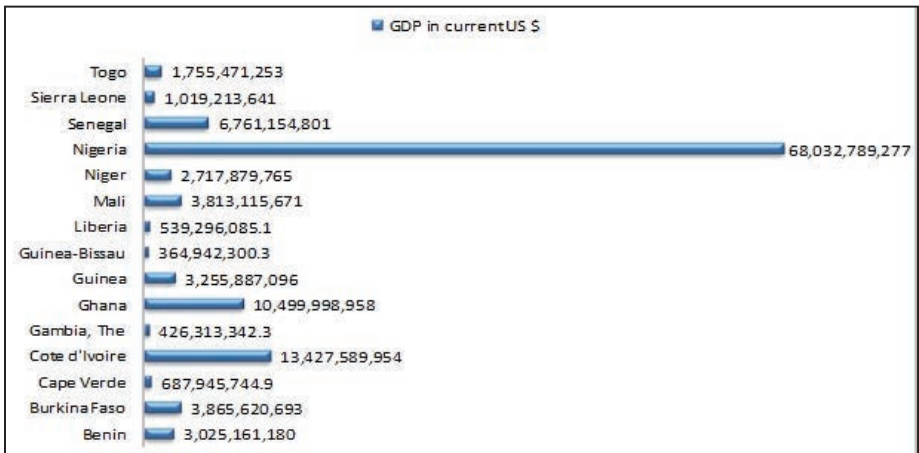 GDP in current US $
Togo 1,755,471,253
Sierra Leone 1,019,213,641
Senegal 6,761,154,801
Nigeria 68,032,789,277
Niger 2,717,879,765
Mali 3,813,115,671
Liberia 539,296,085.1
Guinea-Bissau 364,942,300.3
Guinea 3,255,887,096
Ghana 10,499,998,958
Gambia, The 426,313,342.3
Cote d'Ivoire 13,427,589,954
Cape Verde 687,945,744.9
Burkina Faso 3,865,620,693
Benin 3,025,161,180